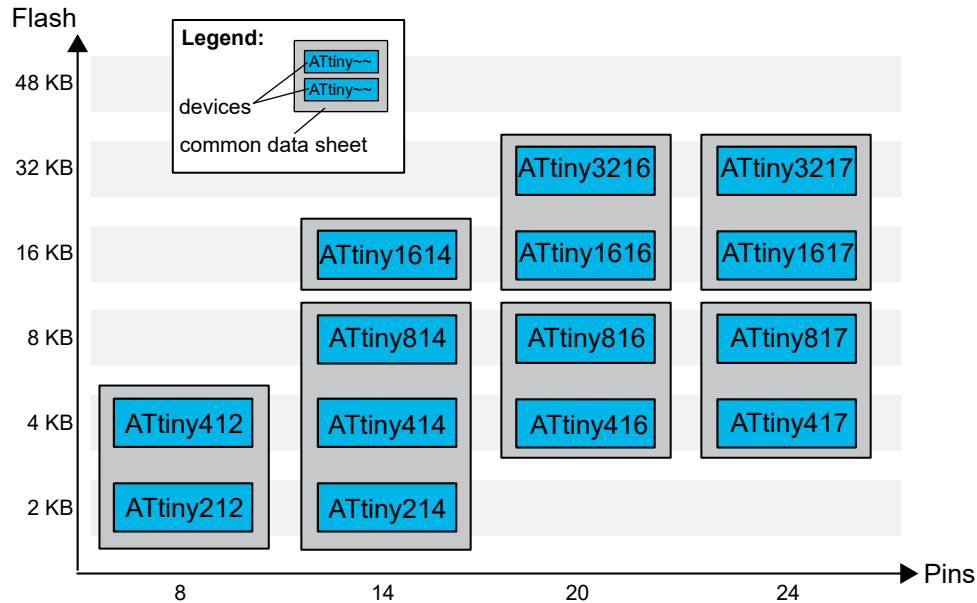 Flash
Legend:
ATtiny~~
ATtiny~~
devices
common data sheet
48 KB
32 KB
ATtiny3216
ATtiny3217
16 KB
ATtiny1614
ATtiny1616
ATtiny1617
8 KB
ATtiny814
ATtiny816
ATtiny817
4 KB
ATtiny412
ATtiny414
ATtiny416
ATtiny417
2 KB
ATtiny212
ATtiny214
Pins
8
14
20
24